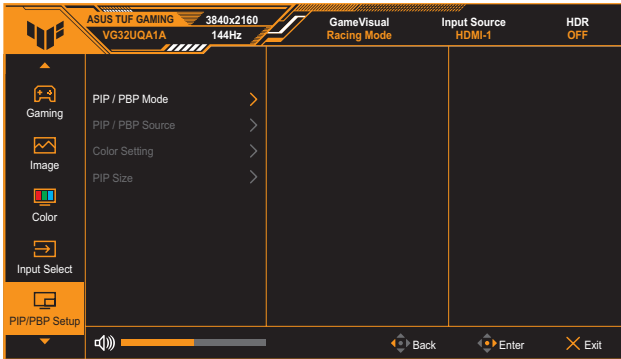 ASUS TUF GAMING 3840x2160 GameVisual Input Source HDR
VG32UQA1A 144Hz Racing Mode HDMI-1 OFF
Gaming
Image
Color
Input Select
PIP/PBP Setup
PIP / PBP Mode
PIP / PBP Source
Color Setting
PIP Size
Back Enter Exit